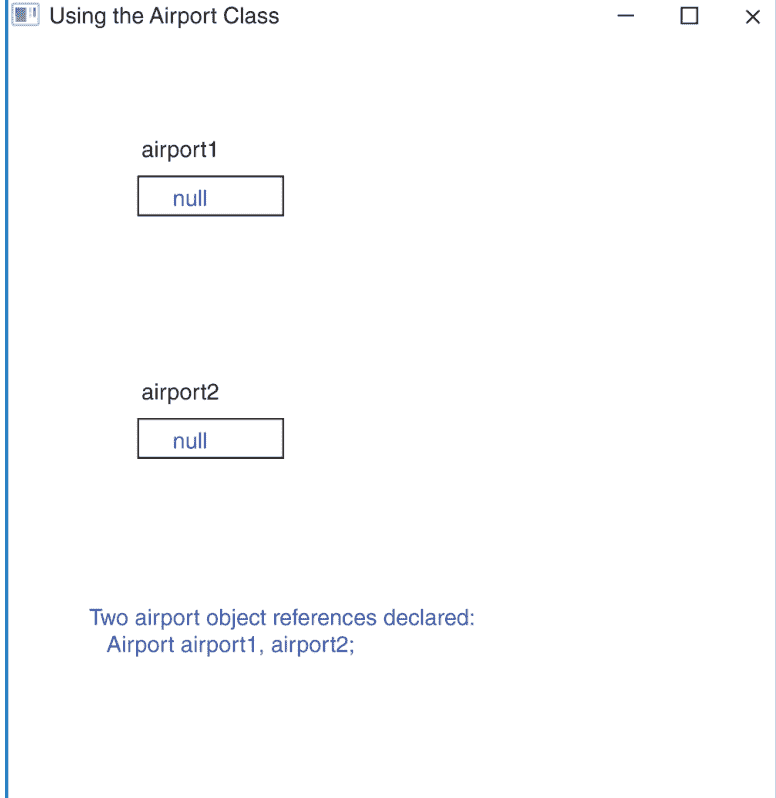 Using the Airport Class
airport1
null
airport2
null
Two airport object references declared:
Airport airport1, airport2;